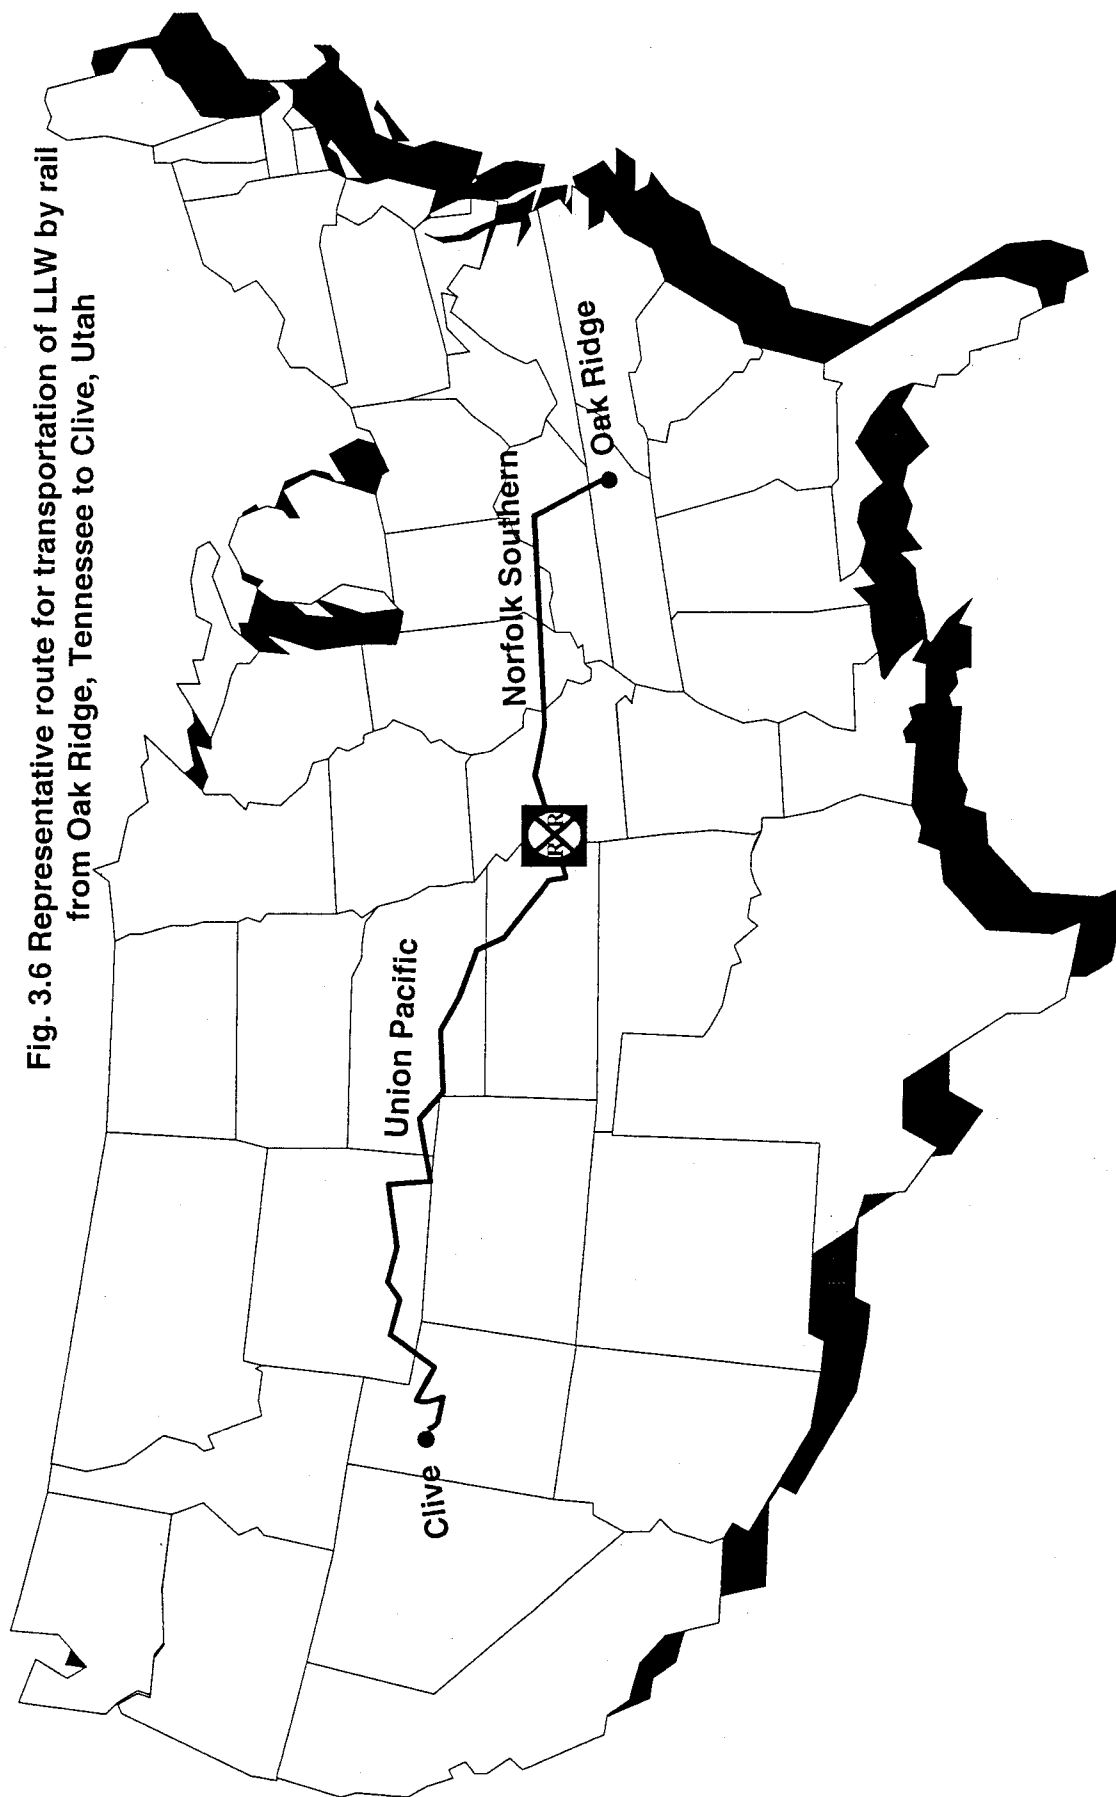 Fig. 3.6 Representative route for transportation of LLW by rail
from Oak Ridge, Tennessee to Clive, Utah
Clive
Union Pacific
R R
Norfolk Southern
Oak Ridge